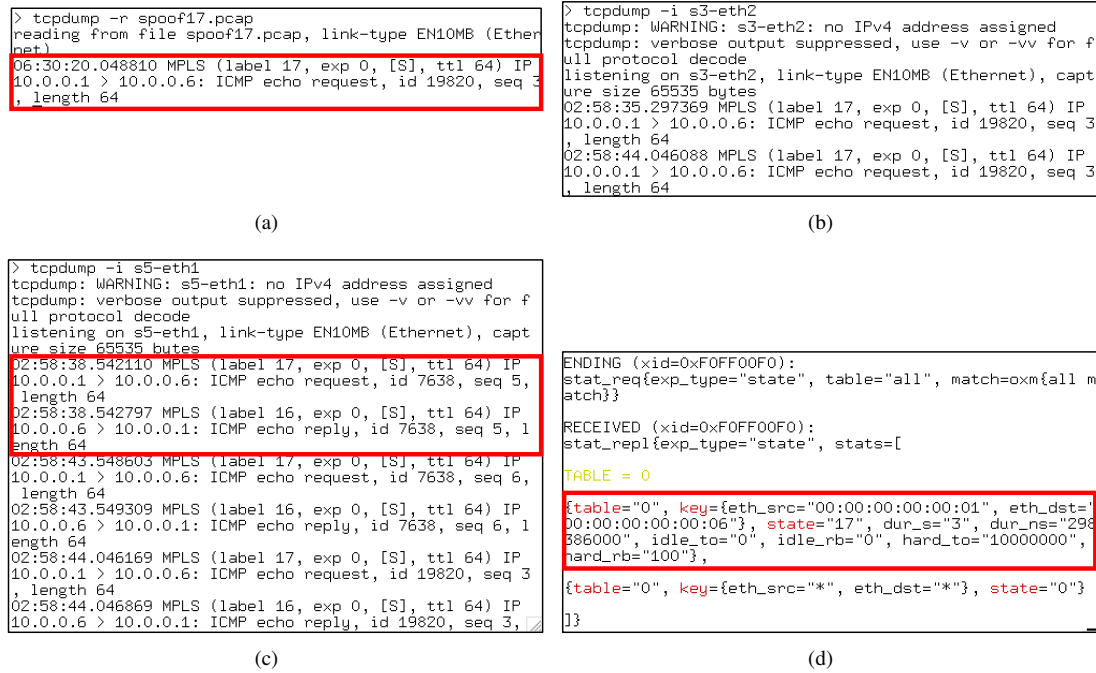 > tcpdump -r spoof17.pcap
reading from file spoof17.pcap, link-type EN10MB (Ether
net)
06:30:20.048810 MPLS (label 17, exp 0, [S], ttl 64) IP
10.0.0.1 > 10.0.0.6: ICMP echo request, id 19820, seq 3
, length 64
(a)
> tcpdump -i s3-eth2
tcpdump: WARNING: s3-eth2: no IPv4 address assigned
tcpdump: verbose output suppressed, use -v or -vv for f
ull protocol decode
listening on s3-eth2, link-type EN10MB (Ethernet), capt
ure size 65535 bytes
02:58:35.297369 MPLS (label 17, exp 0, [S], ttl 64) IP
10.0.0.1 > 10.0.0.6: ICMP echo request, id 19820, seq 3
, length 64
02:58:44.046088 MPLS (label 17, exp 0, [S], ttl 64) IP
10.0.0.1 > 10.0.0.6: ICMP echo request, id 19820, seq 3
, length 64
(b)
> tcpdump -i s5-eth1
tcpdump: WARNING: s5-eth1: no IPv4 address assigned
tcpdump: verbose output suppressed, use -v or -vv for f
ull protocol decode
listening on s5-eth1, link-type EN10MB (Ethernet), capt
ure size 65535 bytes
02:58:38.542110 MPLS (label 17, exp 0, [S], ttl 64) IP
10.0.0.1 > 10.0.0.6: ICMP echo request, id 7638, seq 5,
length 64
02:58:38.542797 MPLS (label 16, exp 0, [S], ttl 64) IP
10.0.0.6 > 10.0.0.1: ICMP echo reply, id 7638, seq 5, l
ength 64
02:58:43.548603 MPLS (label 17, exp 0, [S], ttl 64) IP
10.0.0.1 > 10.0.0.6: ICMP echo request, id 7638, seq 6,
length 64
02:58:43.549309 MPLS (label 16, exp 0, [S], ttl 64) IP
10.0.0.6 > 10.0.0.1: ICMP echo reply, id 7638, seq 6, l
ength 64
02:58:44.046169 MPLS (label 17, exp 0, [S], ttl 64) IP
10.0.0.1 > 10.0.0.6: ICMP echo request, id 19820, seq 3
, length 64
02:58:44.046869 MPLS (label 16, exp 0, [S], ttl 64) IP
10.0.0.6 > 10.0.0.1: ICMP echo reply, id 19820, seq 3,
(c)
ENDING (xid=0xF0FF00F0):
stat_req{exp_type="state", table="all", match=oxm{all m
atch}}
RECEIVED (xid=0xF0FF00F0):
stat_repl{exp_type="state", stats=[
TABLE = 0
{table="0", key={eth_src="00:00:00:00:00:01", eth_dst="
00:00:00:00:00:06"}, state="17", dur_s="3", dur_ns="298
386000", idle_to="0", idle_rb="0", hard_to="10000000",
hard_rb="100"},
{table="0", key={eth_src="*", eth_dst="*"}, state="0"}
]}
(d)